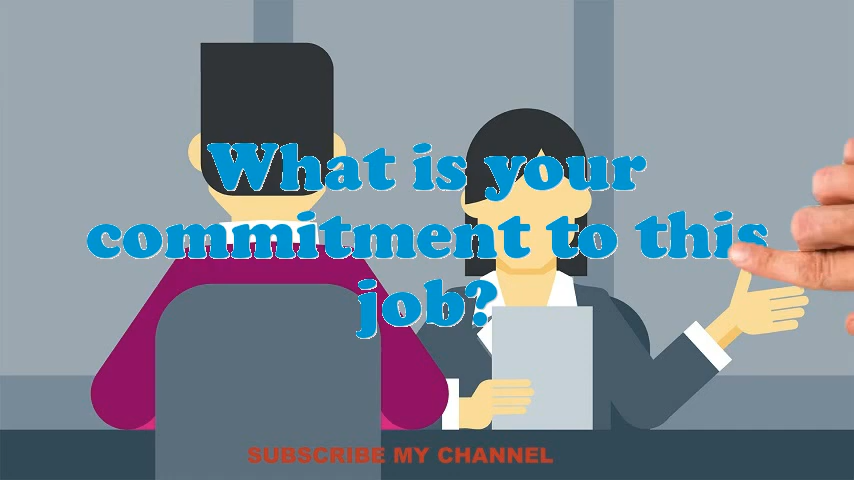 What is your
commitment to this
job?
SUBSCRIBE MY CHANNEL